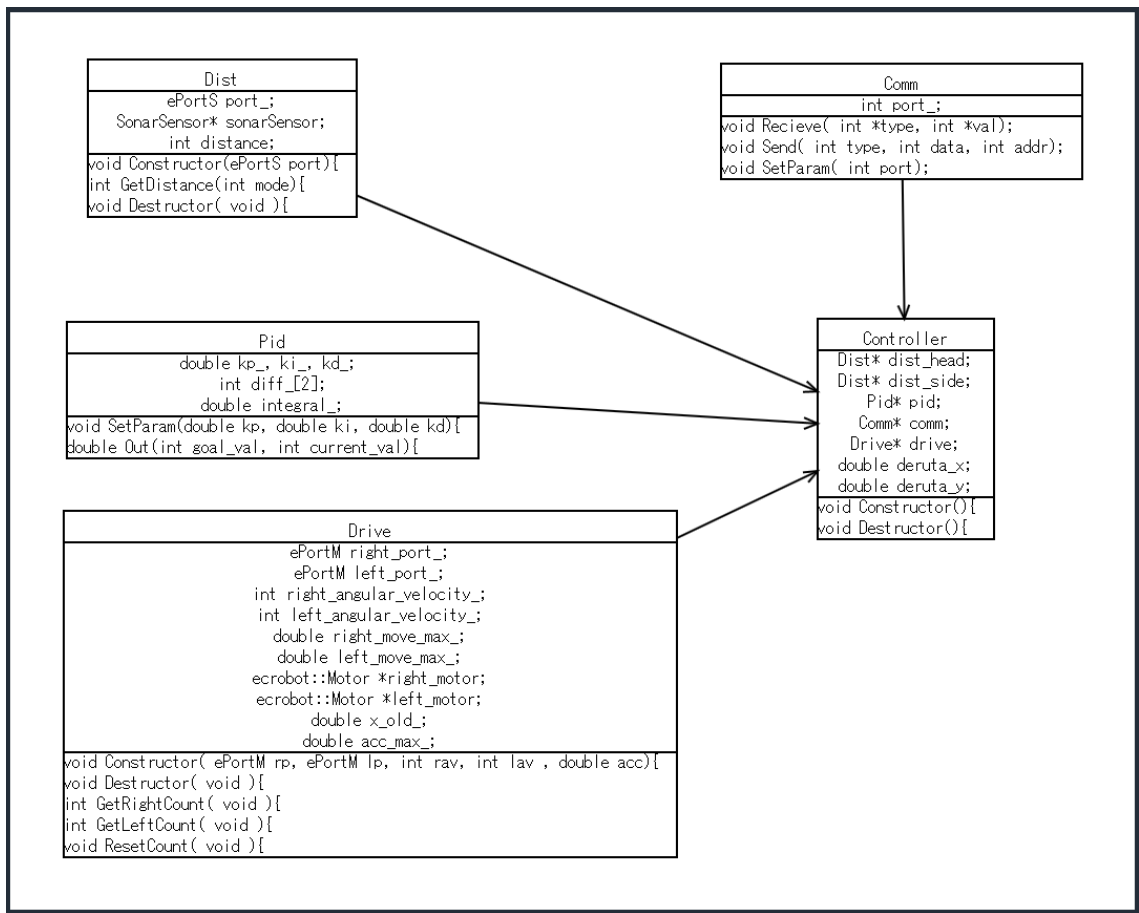 Dist
ePortS port_;
SonarSensor* sonarSensor;
int distance;
void Constructor(ePortS port){
int GetDistance(int mode){
void Destructor( void ){
Comm
int port_;
void Recieve( int *type, int *val);
void Send( int type, int data, int addr);
void SetParam( int port);
Pid
double kp_, ki_, kd_;
int diff_[2];
double integral_;
void SetParam(double kp, double ki, double kd){
double Out(int goal_val, int current_val){
Controller
Dist* dist_head;
Dist* dist_side;
Pid* pid;
Comm* comm;
Drive* drive;
double deruta_x;
double deruta_y;
void Constructor(){
void Destructor(){
Drive
ePortM right_port_;
ePortM left_port_;
int right_angular_velocity_;
int left_angular_velocity_;
double right_move_max_;
double left_move_max_;
ecrobot::Motor *right_motor;
ecrobot::Motor *left_motor;
double x_old_;
double acc_max_;
void Constructor( ePortM rp, ePortM lp, int rav, int lav , double acc){
void Destructor( void ){
int GetRightCount( void ){
int GetLeftCount( void ){
void ResetCount( void ){